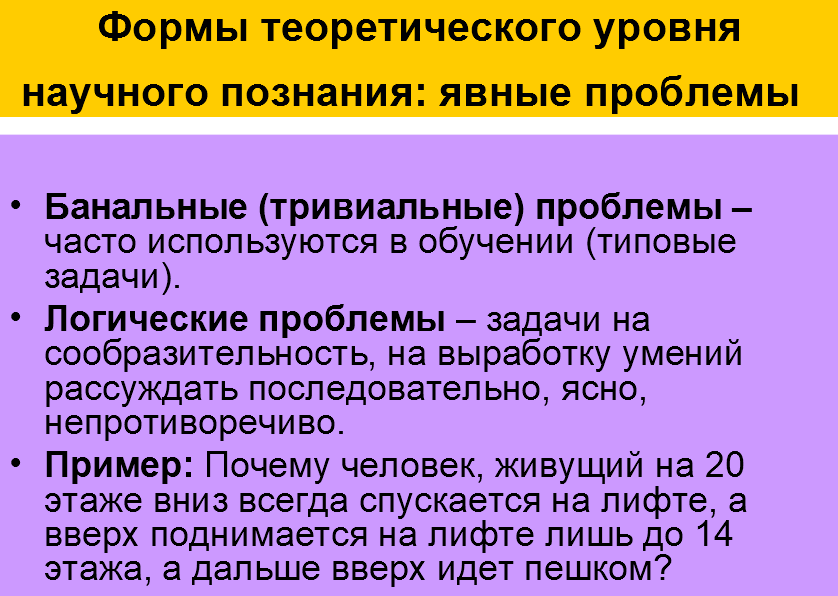 Формы теоретического уровня
научного познания: явные проблемы
• Банальные (тривиальные) проблемы –
часто используются в обучении (типовые
задачи).
• Логические проблемы – задачи на
сообразительность, на выработку умений
рассуждать последовательно, ясно,
непротиворечиво.
• Пример: Почему человек, живущий на 20
этаже вниз всегда спускается на лифте, а
вверх поднимается на лифте лишь до 14
этажа, а дальше вверх идет пешком?